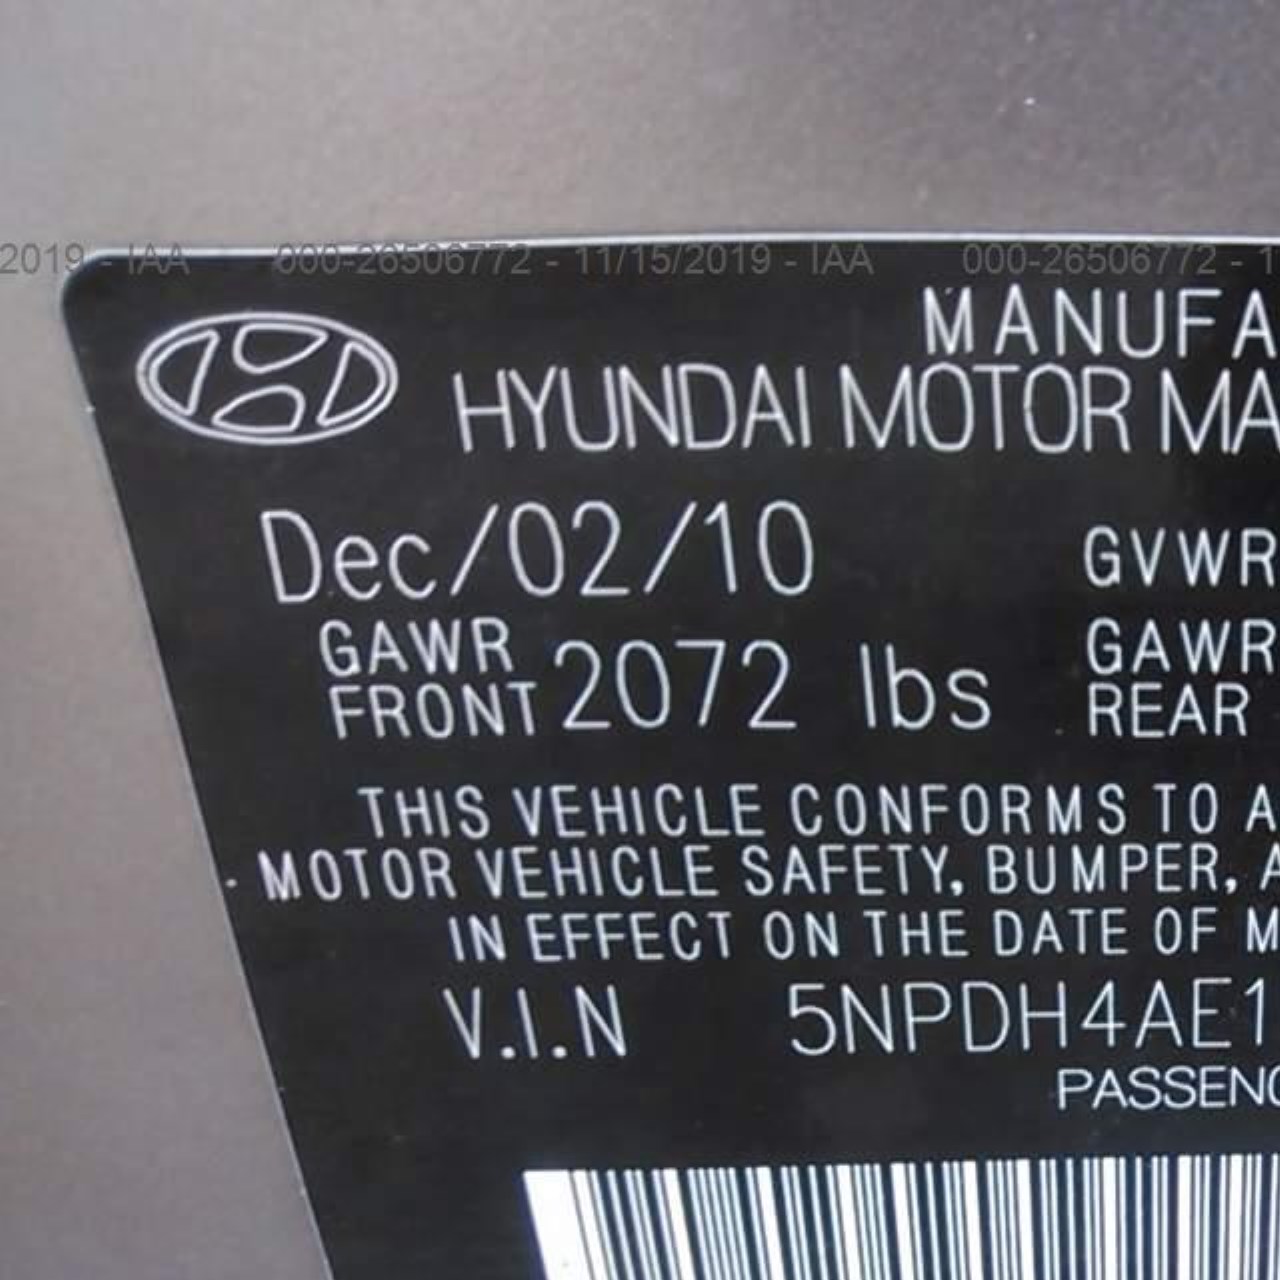 2019 - IAA 000-26506772 - 11/15/2019 - IAA 000-26506772 - 1
MANUFA
HYUNDAI MOTOR MA
Dec/02/10 GVWR
GAWR FRONT 2072 lbs GAWR REAR
THIS VEHICLE CONFORMS TO A
MOTOR VEHICLE SAFETY, BUMPER, A
IN EFFECT ON THE DATE OF M
V.I.N 5NPDH4AE1
PASSENG